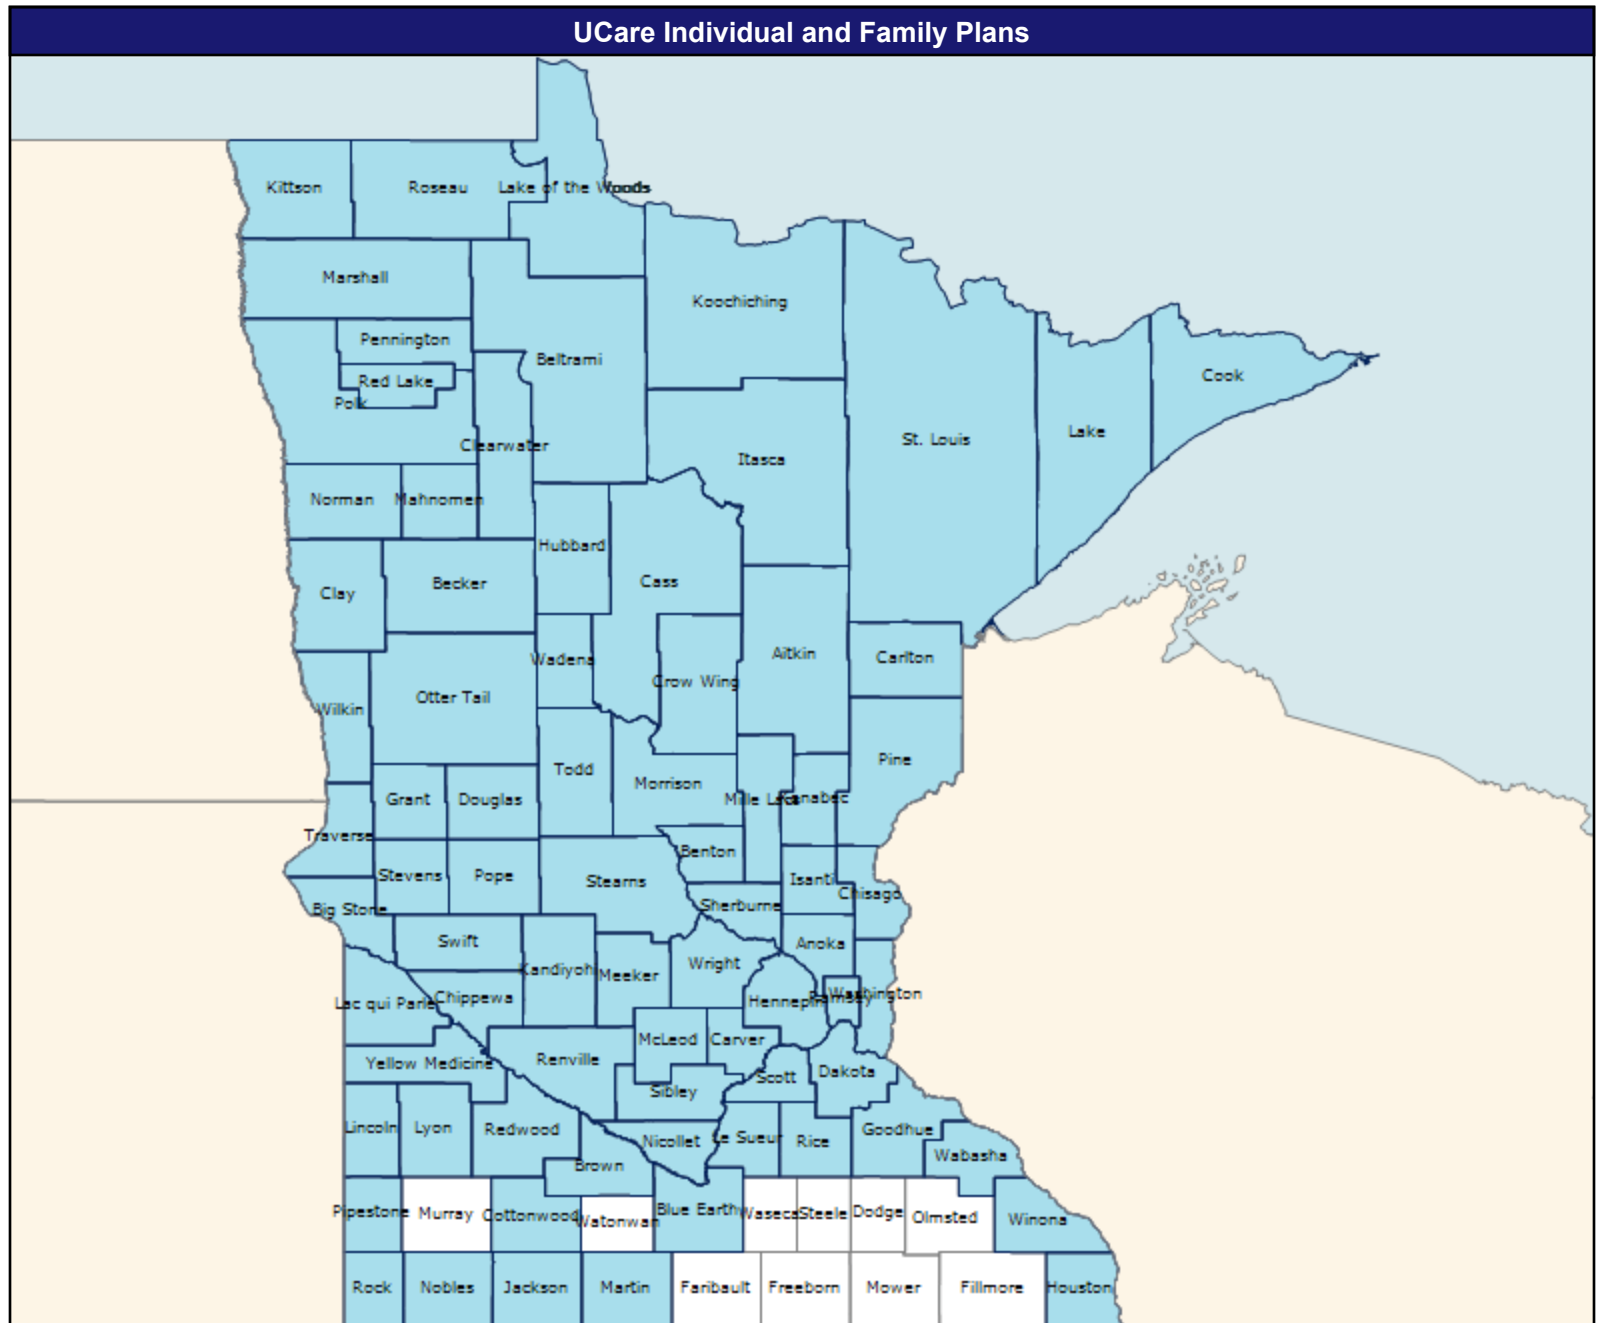 UCare Individual and Family Plans
Kittson
Roseau
Lake of the Woods
Marshall
Koochiching
Pennington
Beltrami
Red Lake
Cook
Polk
Lake
St. Louis
Clearwater
Itasca
Norman
Mahnomen
Hubbard
Cass
Becker
Clay
Aitkin
Carlton
Wadena
Crow Wing
Otter Tail
Wilkin
Pine
Todd
Morrison
Grant
Douglas
Mille Lacs
Kanabec
Traverse
Benton
Stevens
Pope
Stearns
Isanti
Chisago
Big Stone
Sherburne
Swift
Anoka
Wright
Kandiyohi
Meeker
Lac qui Parle
Chippewa
Hennepin
Ramsey
Washington
McLeod
Carver
Renville
Yellow Medicine
Scott
Dakota
Sibley
Lincoln
Lyon
Redwood
Nicollet
Le Sueur
Rice
Goodhue
Wabasha
Brown
Pipestone
Murray
Cottonwood
Watonwan
Blue Earth
Waseca
Steele
Dodge
Olmsted
Winona
Rock
Nobles
Jackson
Martin
Faribault
Freeborn
Mower
Fillmore
Houston